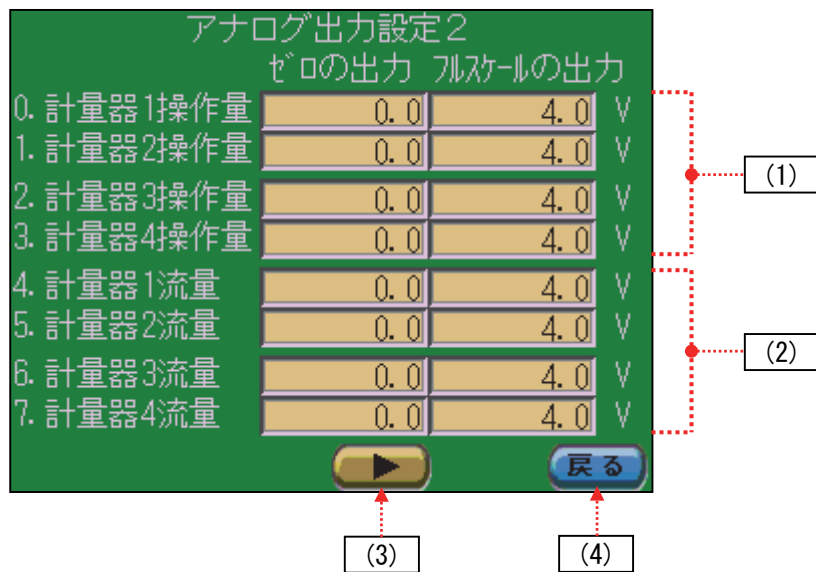 アナログ出力設定2
ｾﾞﾛの出力 ﾌﾙｽｹｰﾙの出力
0. 計量器1操作量 0.0 4.0 V
1. 計量器2操作量 0.0 4.0 V
(1)
2. 計量器3操作量 0.0 4.0 V
3. 計量器4操作量 0.0 4.0 V
4. 計量器1流量 0.0 4.0 V
5. 計量器2流量 0.0 4.0 V
(2)
6. 計量器3流量 0.0 4.0 V
7. 計量器4流量 0.0 4.0 V
戻る
(3) (4)